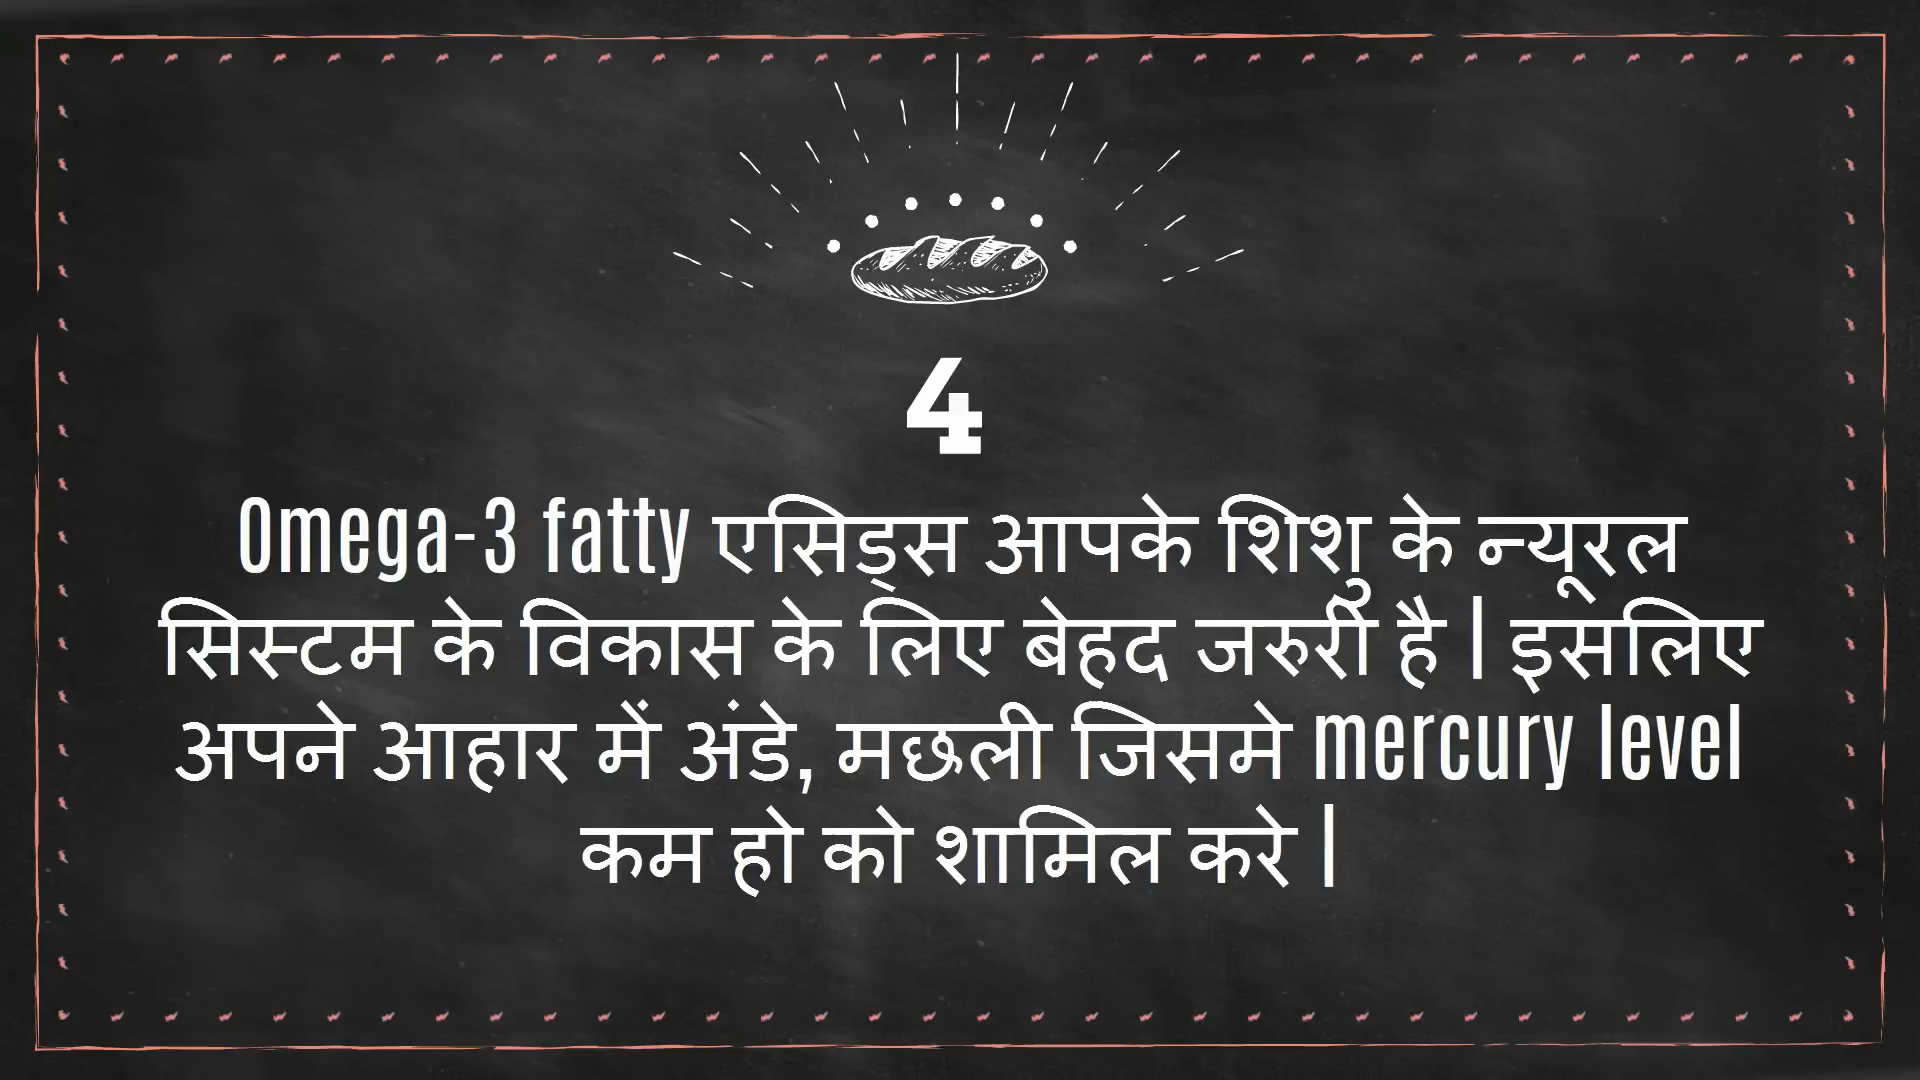 4
Omega-3 fatty एसिड्स आपके शिशु के न्यूरल
सिस्टम के विकास के लिए बेहद जरुरी है | इसलिए
अपने आहार में अंडे, मछली जिसमे mercury level
कम हो को शामिल करे |